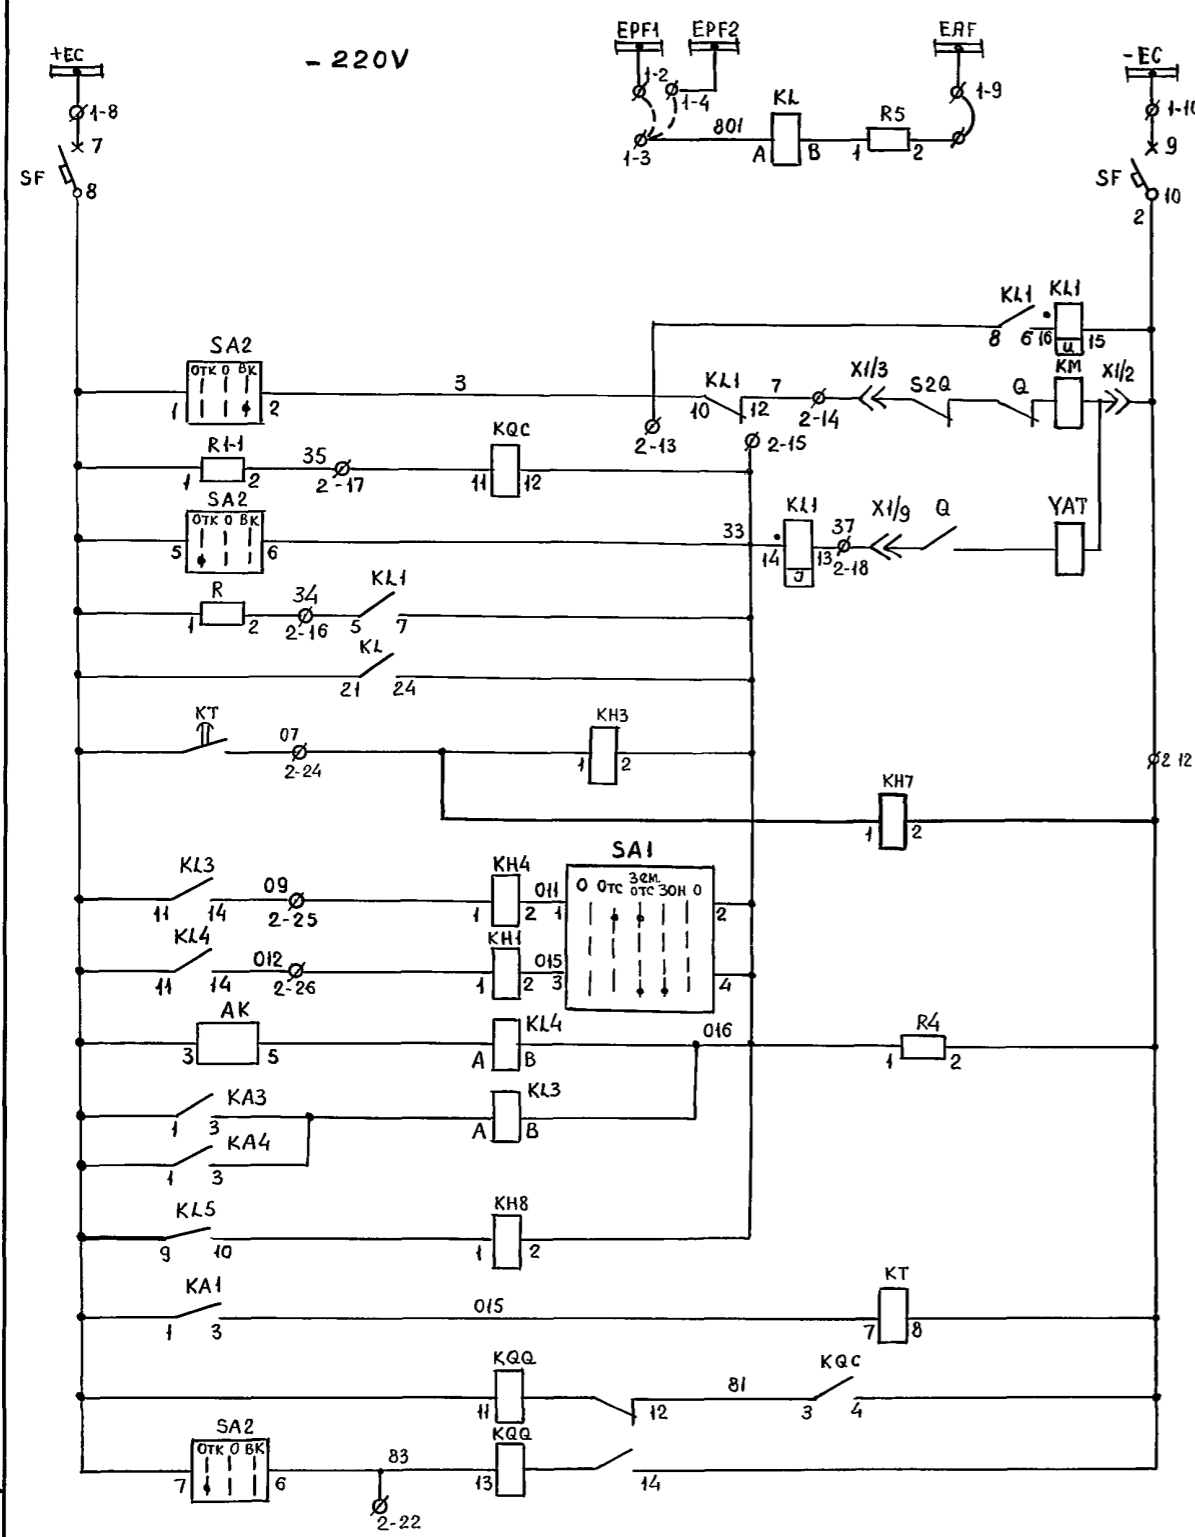 EPF1 EPF2 EAF
+EC - 220V -EC
1-8 1-2 1-4 KL R5 1-9 1-10
7 801 9
SF 8 1-3 A B 1 2 SF 10
2
KL1 KL1
8 6 16 15
И
SA2
ОТК О ВК
1 2 3 KL1 7 X1/3 S2Q Q KM X1/2
10 12 2-14
2-13 2-15
R1-1 35 KQC
1 2 2-17 11 12
SA2
ОТК О ВК
5 6 33 KL1 37 X1/9 Q YAT
14 13 2-18
J
R 34 KL1
1 2 2-16 5 7
KL
21 24
KT 07 KH3
2-24 1 2
2 12
KH7
1 2
SA1
О ОТС Зем. ОТС ЗОН О
KL3 09 KH4 011
11 14 2-25 1 2 1 2
KL4 012 KH1 015
11 14 2-26 1 2 3 4
AK KL4 016 R4
3 5 A B 1 2
KA3 KL3
1 3 A B
KA4
1 3
KL5 KH8
9 10 1 2
KA1 015 KT
1 3 7 8
KQQ 81 KQC
11 12 3 4
SA2 KQQ
ОТК О ВК
7 6 83 13 14
2-22